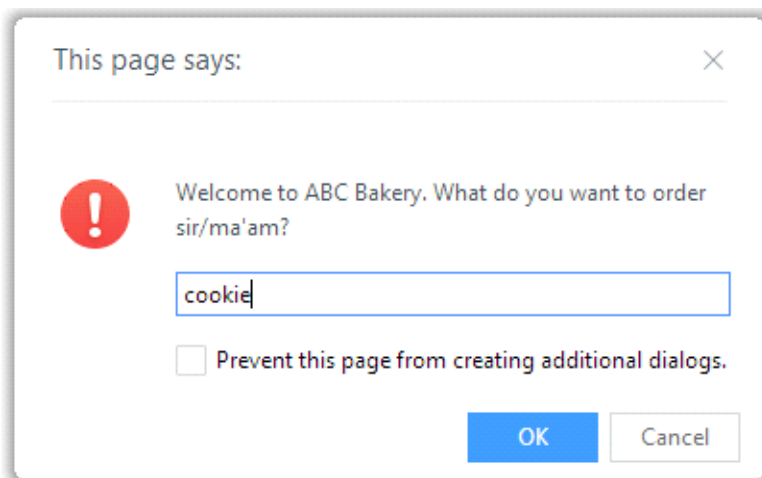 This page says:
Welcome to ABC Bakery. What do you want to order
sir/ma'am?
cookie
Prevent this page from creating additional dialogs.
OK Cancel